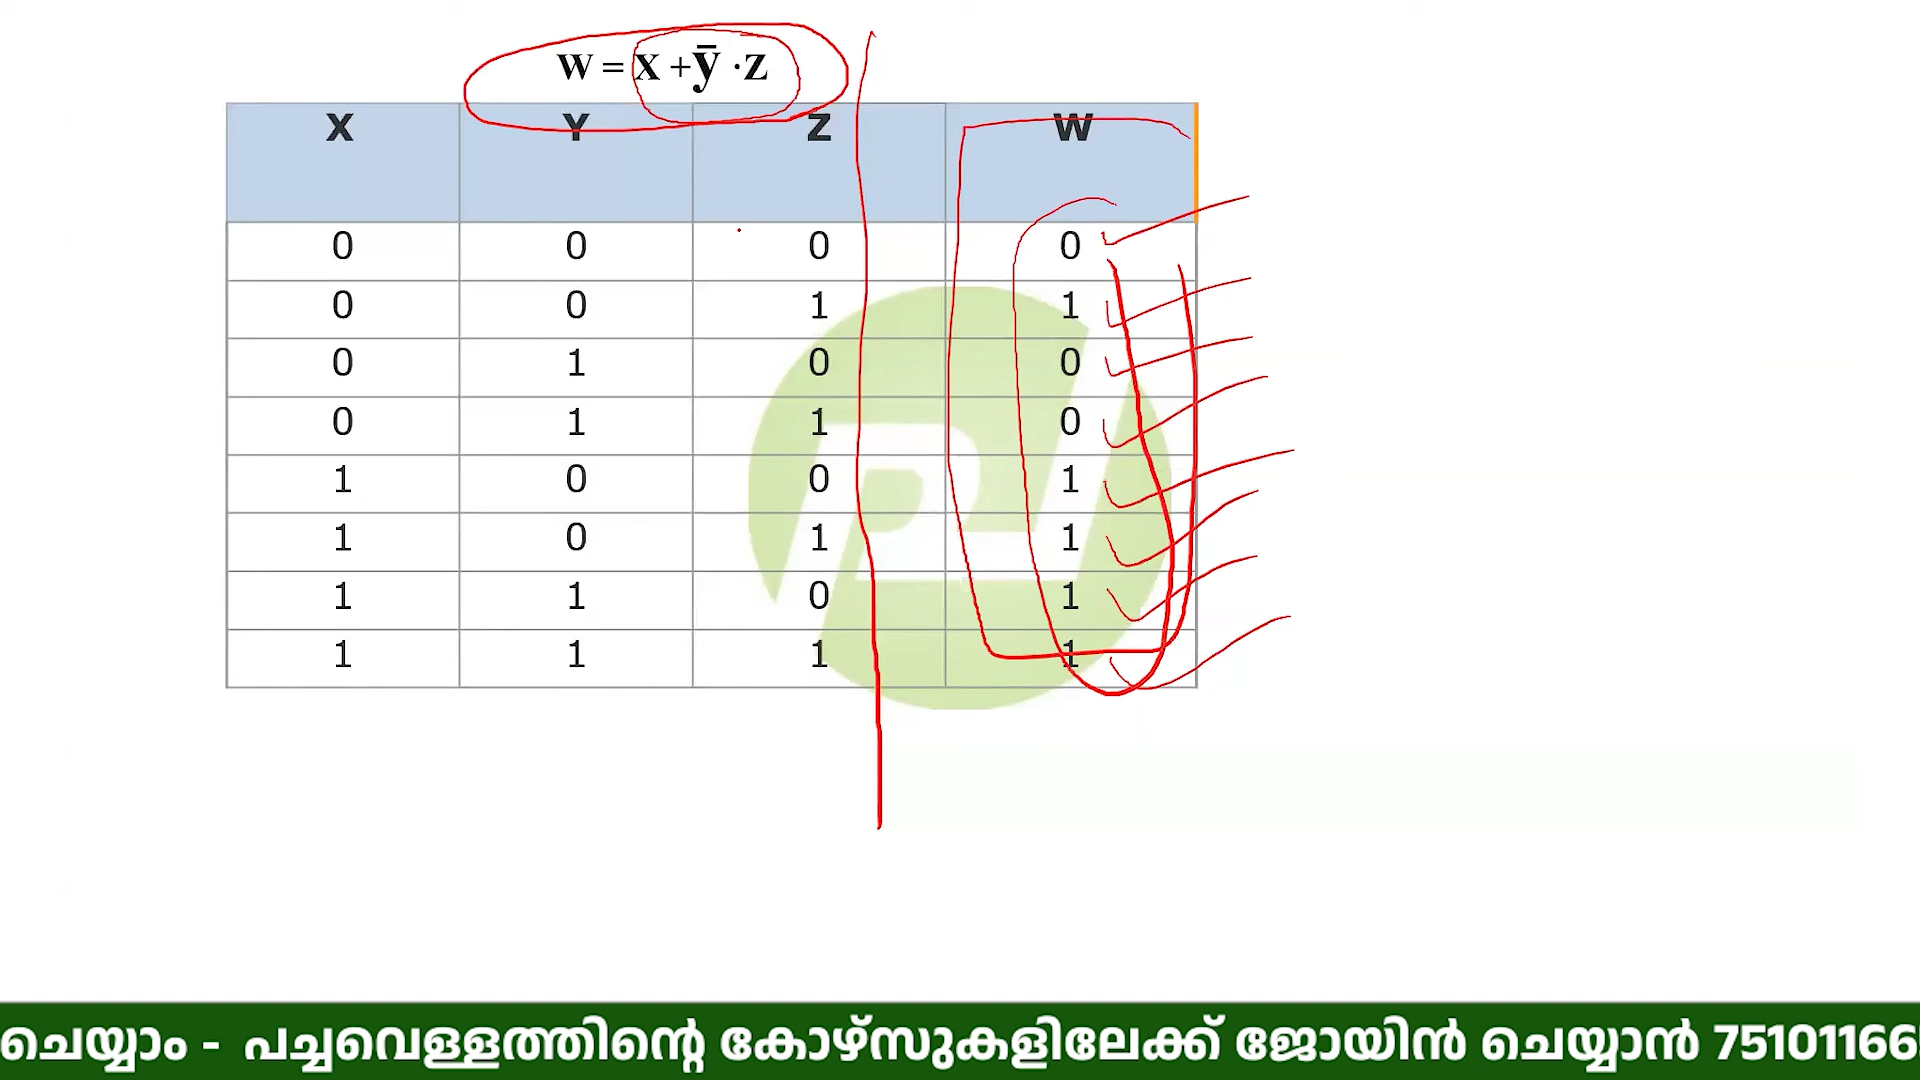 W = X + ȳ · Z
X Y Z W
0 0 0 0
0 0 1 1
0 1 0 0
0 1 1 0
1 0 0 1
1 0 1 1
1 1 0 1
1 1 1 1
ചെയ്യാം - പച്ചവെള്ളത്തിന്റെ കോഴ്സുകളിലേക്ക് ജോയിൻ ചെയ്യാൻ 75101166